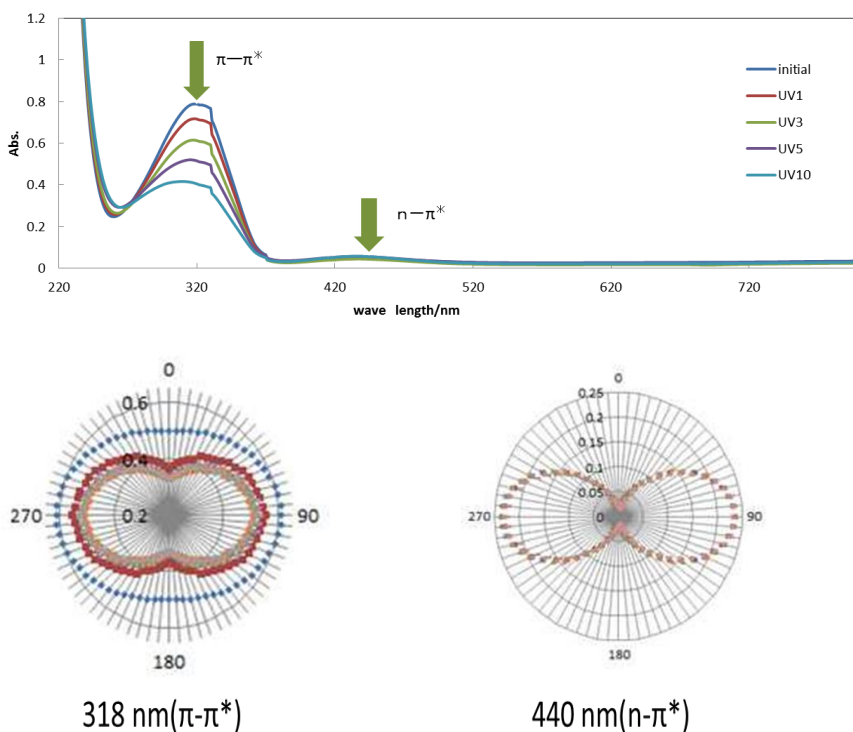 1.2
1
0.8
0.6
0.4
0.2
0
Abs.
π—π*
n—π*
initial
UV1
UV3
UV5
UV10
220 320 420 520 620 720
wave length/nm
0
0.6
0.4
0.2
270
90
180
318 nm(π-π*)
0
0.25
0.2
0.15
0.1
0.05
0
270
90
180
440 nm(n-π*)